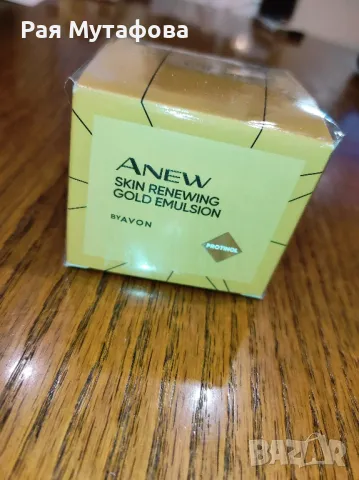 Рая Мутафова
ANEW
SKIN RENEWING
GOLD EMULSION
BY AVON
PROTINOL
BAZAR